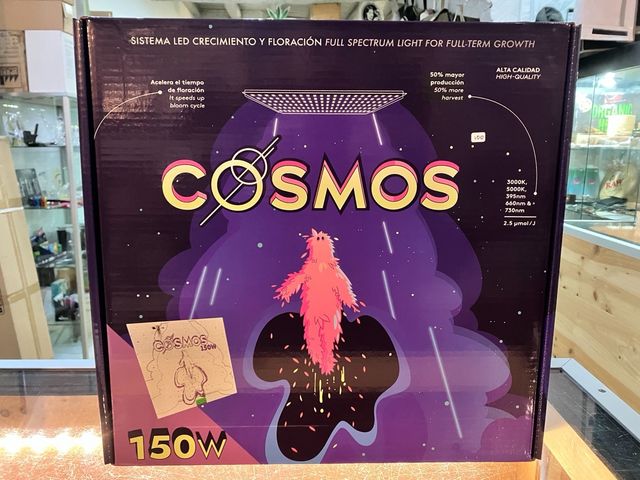 SISTEMA LED CRECIMIENTO Y FLORACIÓN FULL SPECTRUM LIGHT FOR FULL-TERM GROWTH
Acelera el tiempo
de floración
It speeds up
bloom cycle
50% mayor
producción
50% more
harvest
ALTA CALIDAD
HIGH-QUALITY
COSMOS
3000K,
5000K,
395nm
660nm &
730nm
2.5 μmol/J
COSMOS
150W
150W
RAW